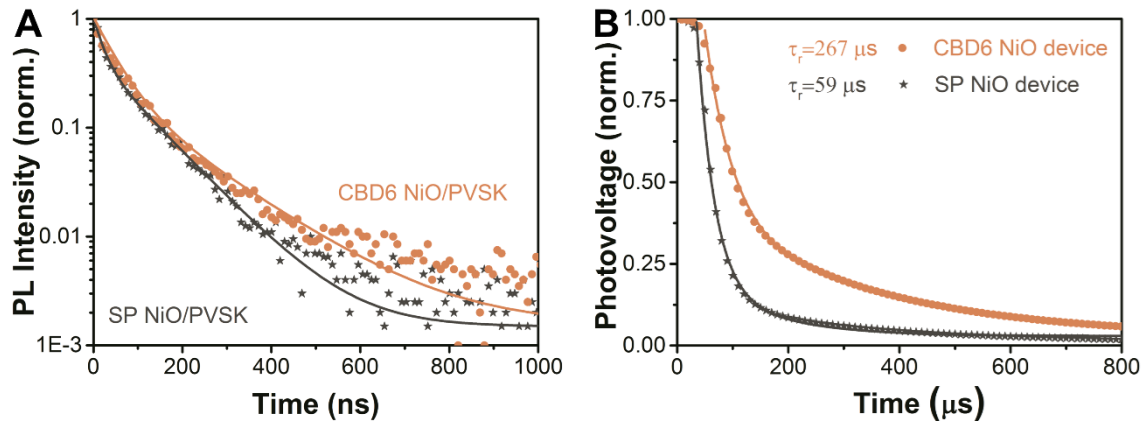 A
PL Intensity (norm.)
1
0.1
0.01
1E-3
CBD6 NiO/PVSK
SP NiO/PVSK
0 200 400 600 800 1000
Time (ns)
B
Photovoltage (norm.)
1.00
0.75
0.50
0.25
0.00
τr=267 μs CBD6 NiO device
τr=59 μs SP NiO device
0 200 400 600 800
Time (μs)